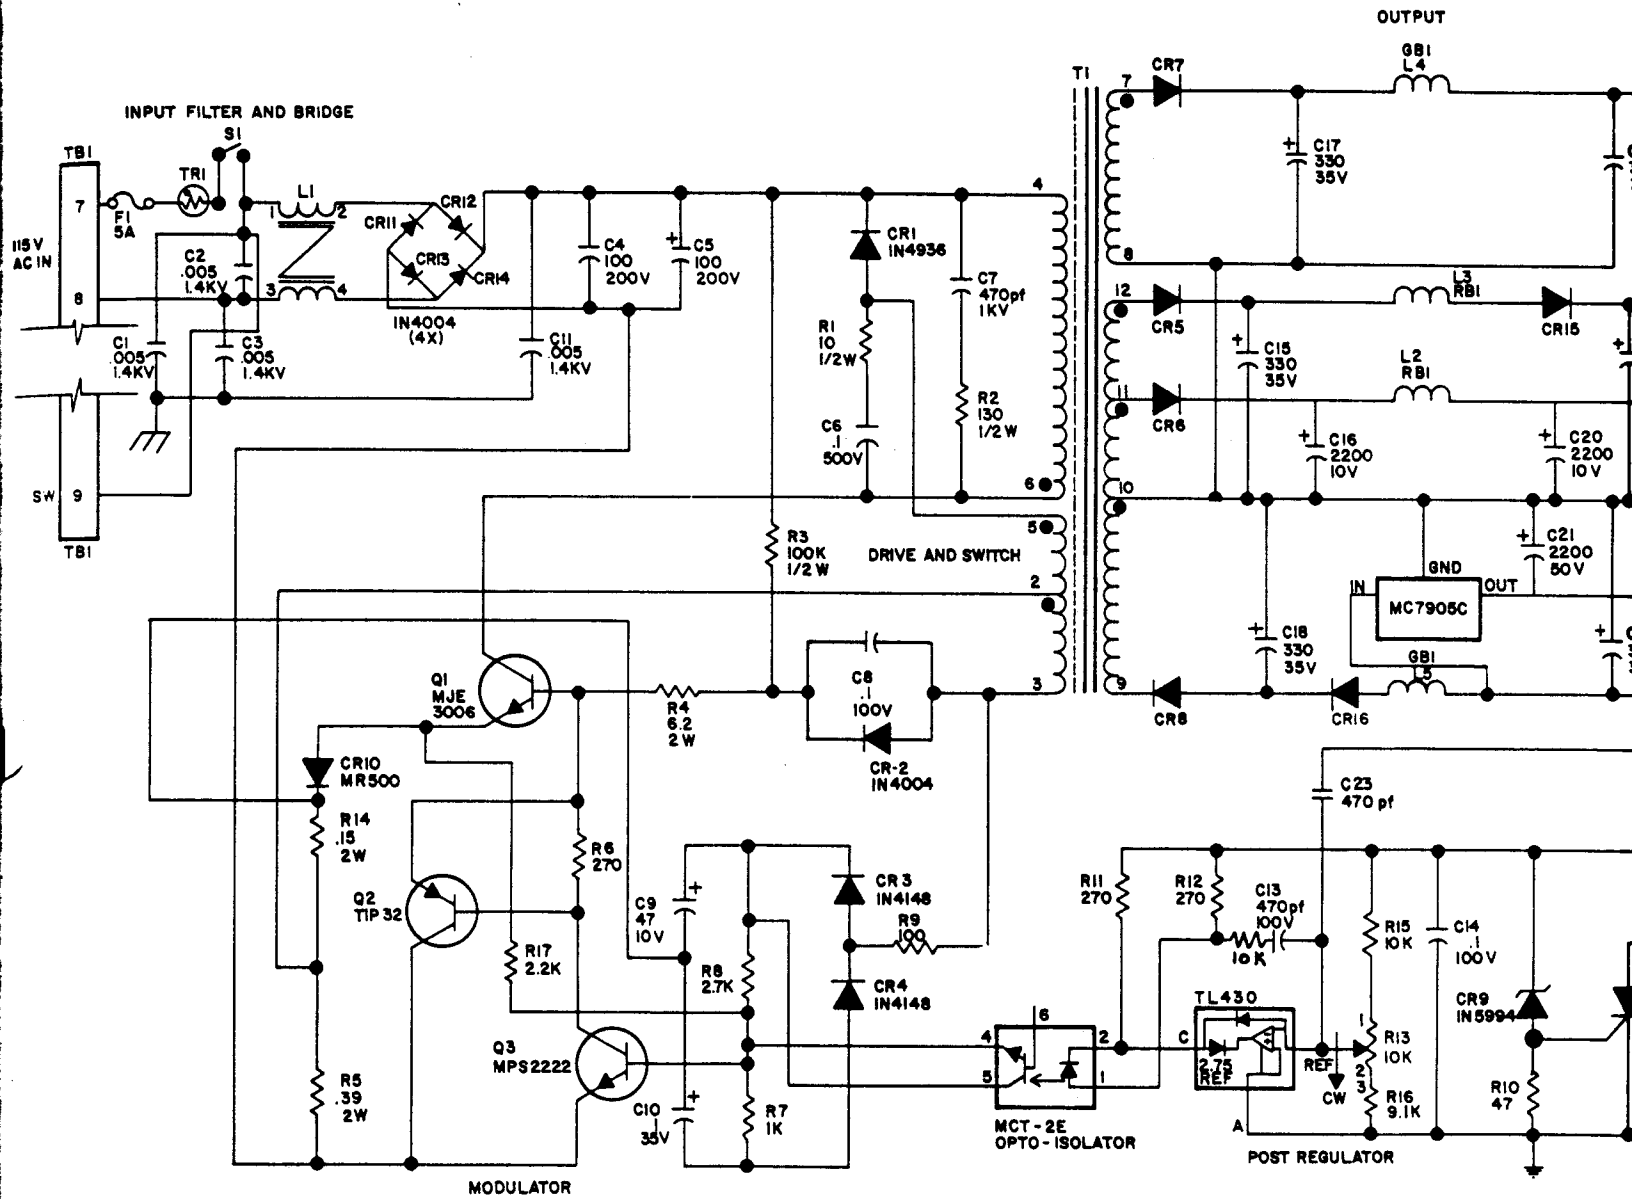 OUTPUT
INPUT FILTER AND BRIDGE
S1
TB1
7
F1
5A
TR1
L1
1
2
3
4
115V
AC IN
8
C2
.005
1.4KV
C1
.005
1.4KV
C3
.005
1.4KV
SW
9
TB1
CR11
CR12
CR13
CR14
IN4004
(4X)
C11
.005
1.4KV
+
C4
100
200V
C5
100
200V
CR1
IN4936
R1
10
1/2W
C6
.1
500V
C7
470pf
1KV
R2
130
1/2W
R3
100K
1/2W
DRIVE AND SWITCH
T1
4
6
5
2
3
7
8
12
11
10
9
CR7
+
C17
330
35V
GB1
L4
CR5
+
C15
330
35V
L3
RB1
CR15
+
CR6
+
C16
2200
10V
L2
RB1
+
C20
2200
10V
+
C21
2200
50V
GND
IN
OUT
MC7905C
+
C18
330
35V
GB1
L5
+
CR8
CR16
Q1
MJE
3006
R4
6.2
2W
C8
.1
100V
CR-2
IN4004
CR10
MR500
R14
.15
2W
Q2
TIP 32
R6
270
R17
2.2K
R5
.39
2W
Q3
MPS2222
C9
47
10V
+
C10
35V
+
R8
2.7K
R7
1K
CR3
IN4148
R9
100
CR4
IN4148
MODULATOR
4
5
6
2
1
MCT-2E
OPTO-ISOLATOR
R11
270
R12
270
C13
470pf
100V
10K
C23
470 pf
TL430
C
2.75
REF
REF
A
CW
R15
10K
1
R13
10K
2
3
R16
9.1K
C14
.1
100V
CR9
IN5994
R10
47
POST REGULATOR